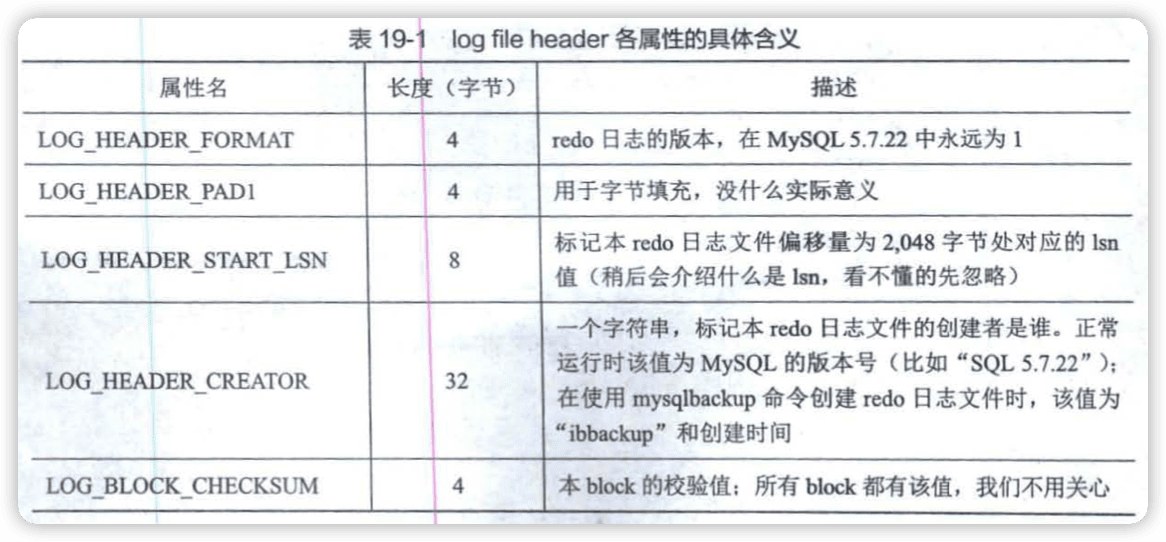 表 19-1 log file header 各属性的具体含义
属性名 长度（字节） 描述
LOG_HEADER_FORMAT 4 redo 日志的版本，在 MySQL 5.7.22 中永远为 1
LOG_HEADER_PAD1 4 用于字节填充，没什么实际意义
LOG_HEADER_START_LSN 8 标记本 redo 日志文件偏移量为 2,048 字节处对应的 lsn
值（稍后会介绍什么是 lsn，看不懂的先忽略）
LOG_HEADER_CREATOR 32 一个字符串，标记本 redo 日志文件的创建者是谁。正常
运行时该值为 MySQL 的版本号（比如“SQL 5.7.22”）；
在使用 mysqlbackup 命令创建 redo 日志文件时，该值为
“ibbackup”和创建时间
LOG_BLOCK_CHECKSUM 4 本 block 的校验值；所有 block 都有该值，我们不用关心